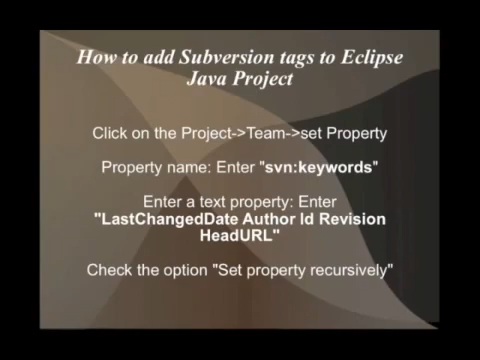 How to add Subversion tags to Eclipse
Java Project
Click on the Project->Team->set Property
Property name: Enter "svn:keywords"
Enter a text property: Enter
"LastChangedDate Author Id Revision
HeadURL"
Check the option "Set property recursively"